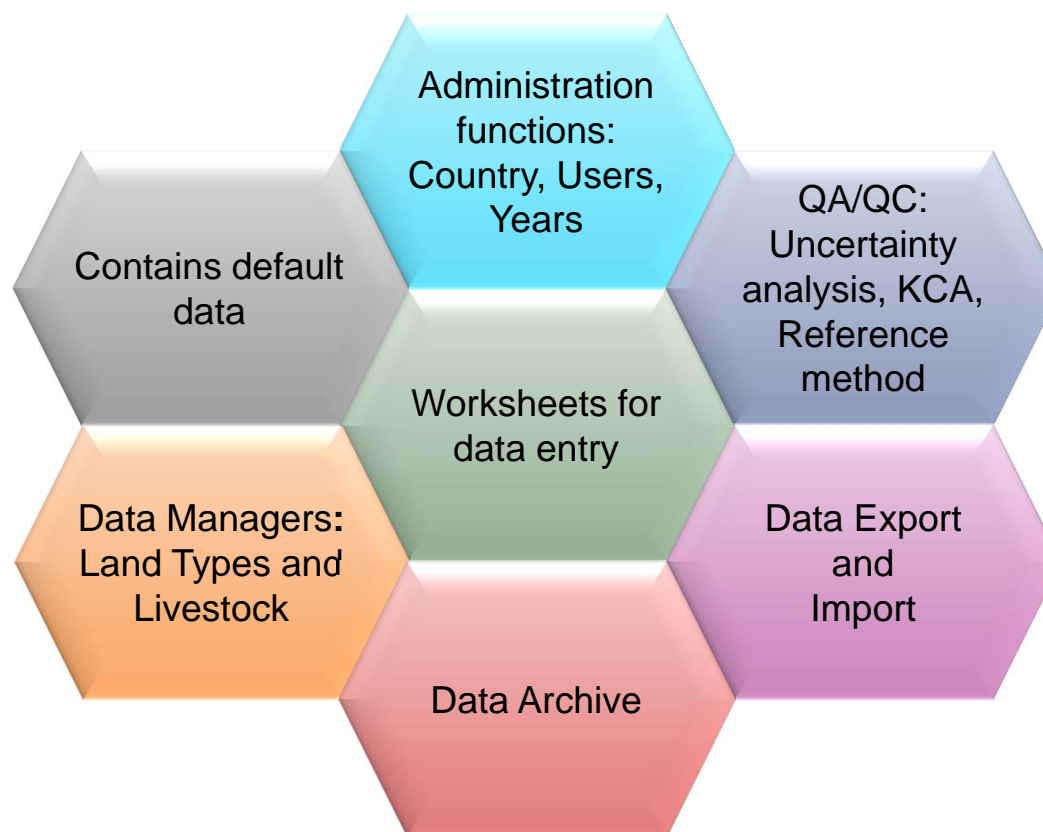 Administration
functions:
Country, Users,
Years
Contains default
data
QA/QC:
Uncertainty
analysis, KCA,
Reference
method
Worksheets for
data entry
Data Managers:
Land Types and
Livestock
Data Export
and
Import
Data Archive